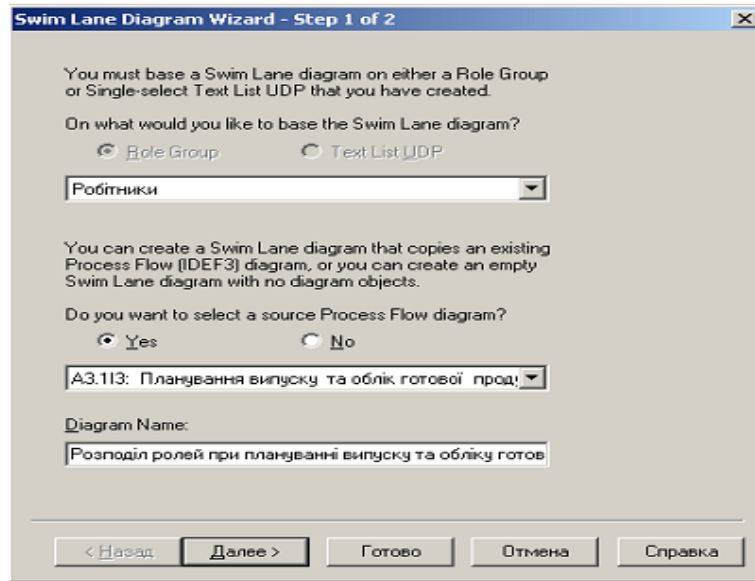 Swim Lane Diagram Wizard - Step 1 of 2
You must base a Swim Lane diagram on either a Role Group
or Single-select Text List UDP that you have created.
On what would you like to base the Swim Lane diagram?
Role Group Text List UDP
Робітники
You can create a Swim Lane diagram that copies an existing
Process Flow (IDEF3) diagram, or you can create an empty
Swim Lane diagram with no diagram objects.
Do you want to select a source Process Flow diagram?
Yes No
А3.1І3: Планування випуску та облік готової проду
Diagram Name:
Розподіл ролей при плануванні випуску та обліку готов
< Назад Далее > Готово Отмена Справка